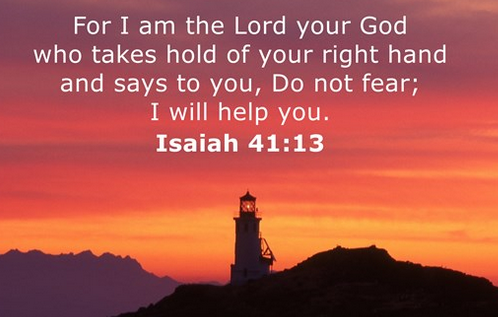 For I am the Lord your God
who takes hold of your right hand
and says to you, Do not fear;
I will help you.
Isaiah 41:13